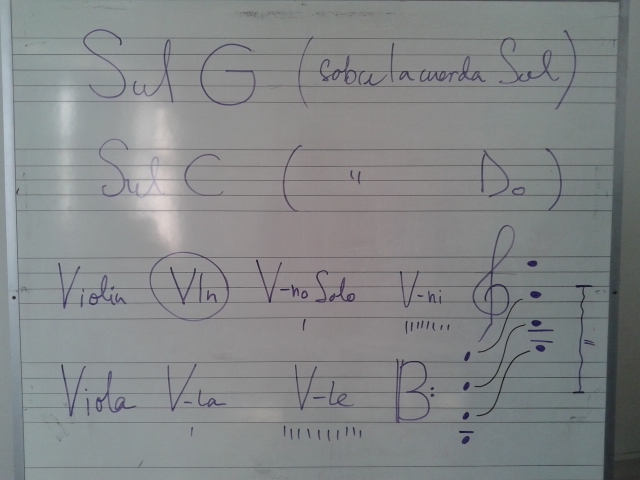 Sul G (sobre la cuerda Sol)
Sul C ( " Do )
Violin Vln V-no Solo V-ni
Viola V-la V-le